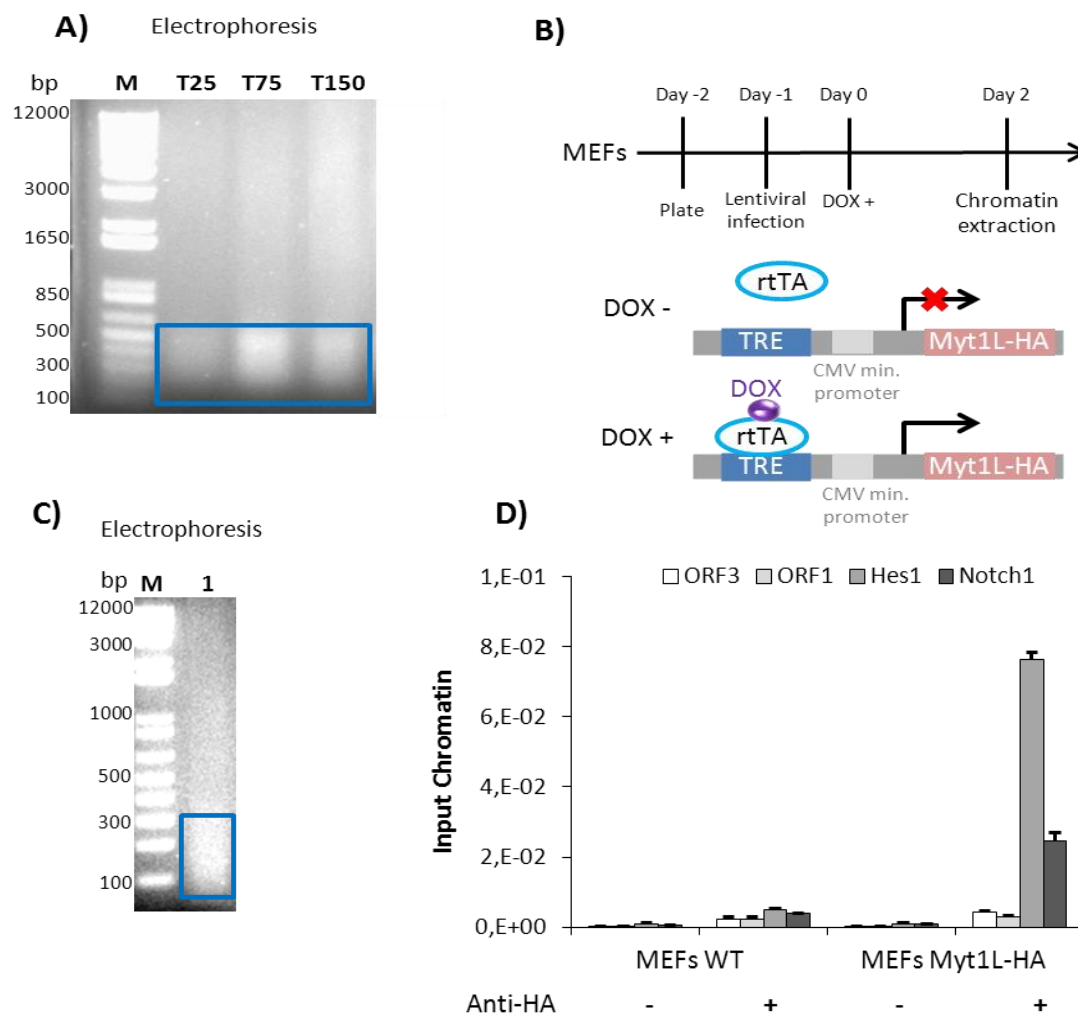 A)
Electrophoresis
bp M T25 T75 T150
12000
3000
1650
850
500
300
100
B)
Day -2 Day -1 Day 0 Day 2
MEFs
Plate Lentiviral infection DOX + Chromatin extraction
rtTA
DOX -
TRE Myt1L-HA
CMV min.
promoter
DOX
DOX + rtTA
TRE Myt1L-HA
CMV min.
promoter
C)
Electrophoresis
bp M 1
12000
3000
1000
500
300
100
D)
ORF3 ORF1 Hes1 Notch1
Input Chromatin
1,E-01
8,E-02
6,E-02
4,E-02
2,E-02
0,E+00
MEFs WT MEFs Myt1L-HA
Anti-HA - + - +